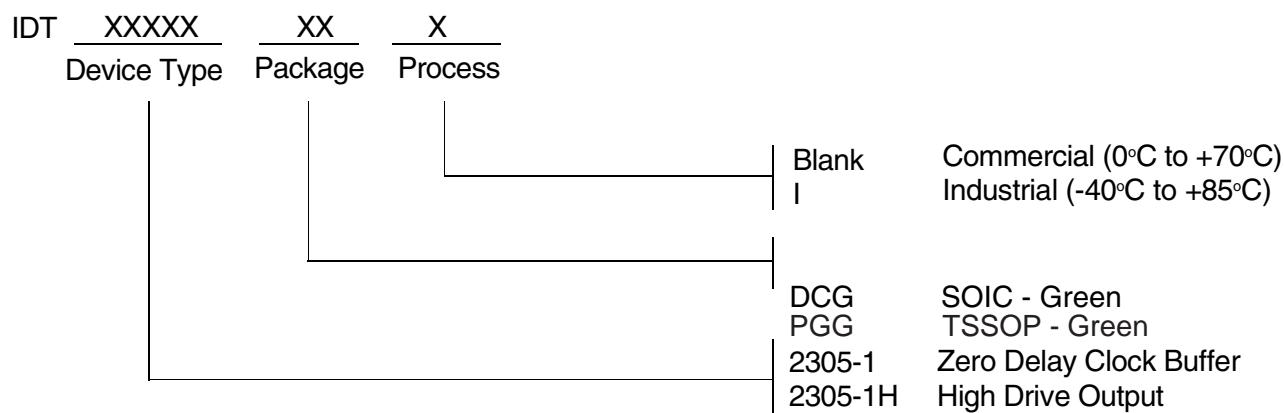 IDT XXXXX XX X
Device Type Package Process
Blank Commercial (0°C to +70°C)
I Industrial (-40°C to +85°C)
DCG SOIC - Green
PGG TSSOP - Green
2305-1 Zero Delay Clock Buffer
2305-1H High Drive Output